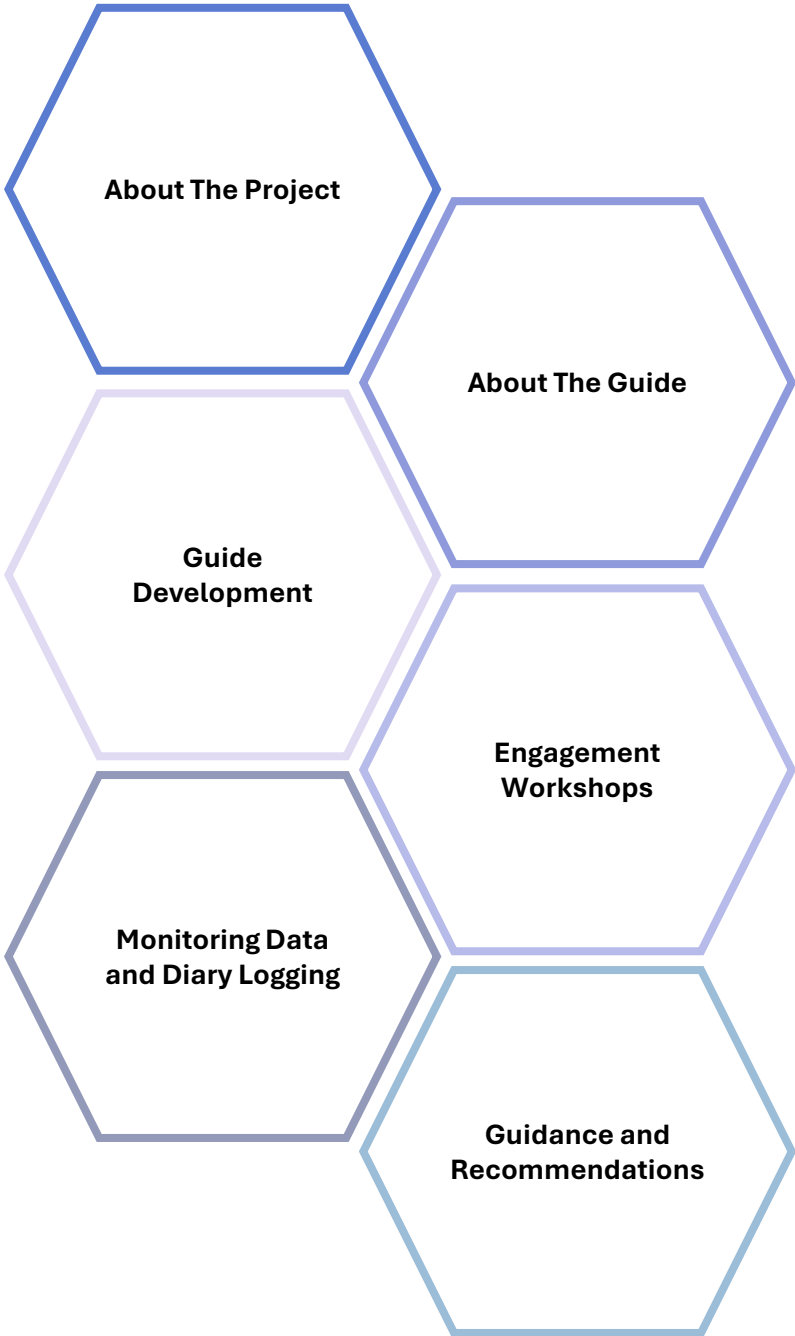 About The Project
About The Guide
Guide
Development
Engagement
Workshops
Monitoring Data
and Diary Logging
Guidance and
Recommendations